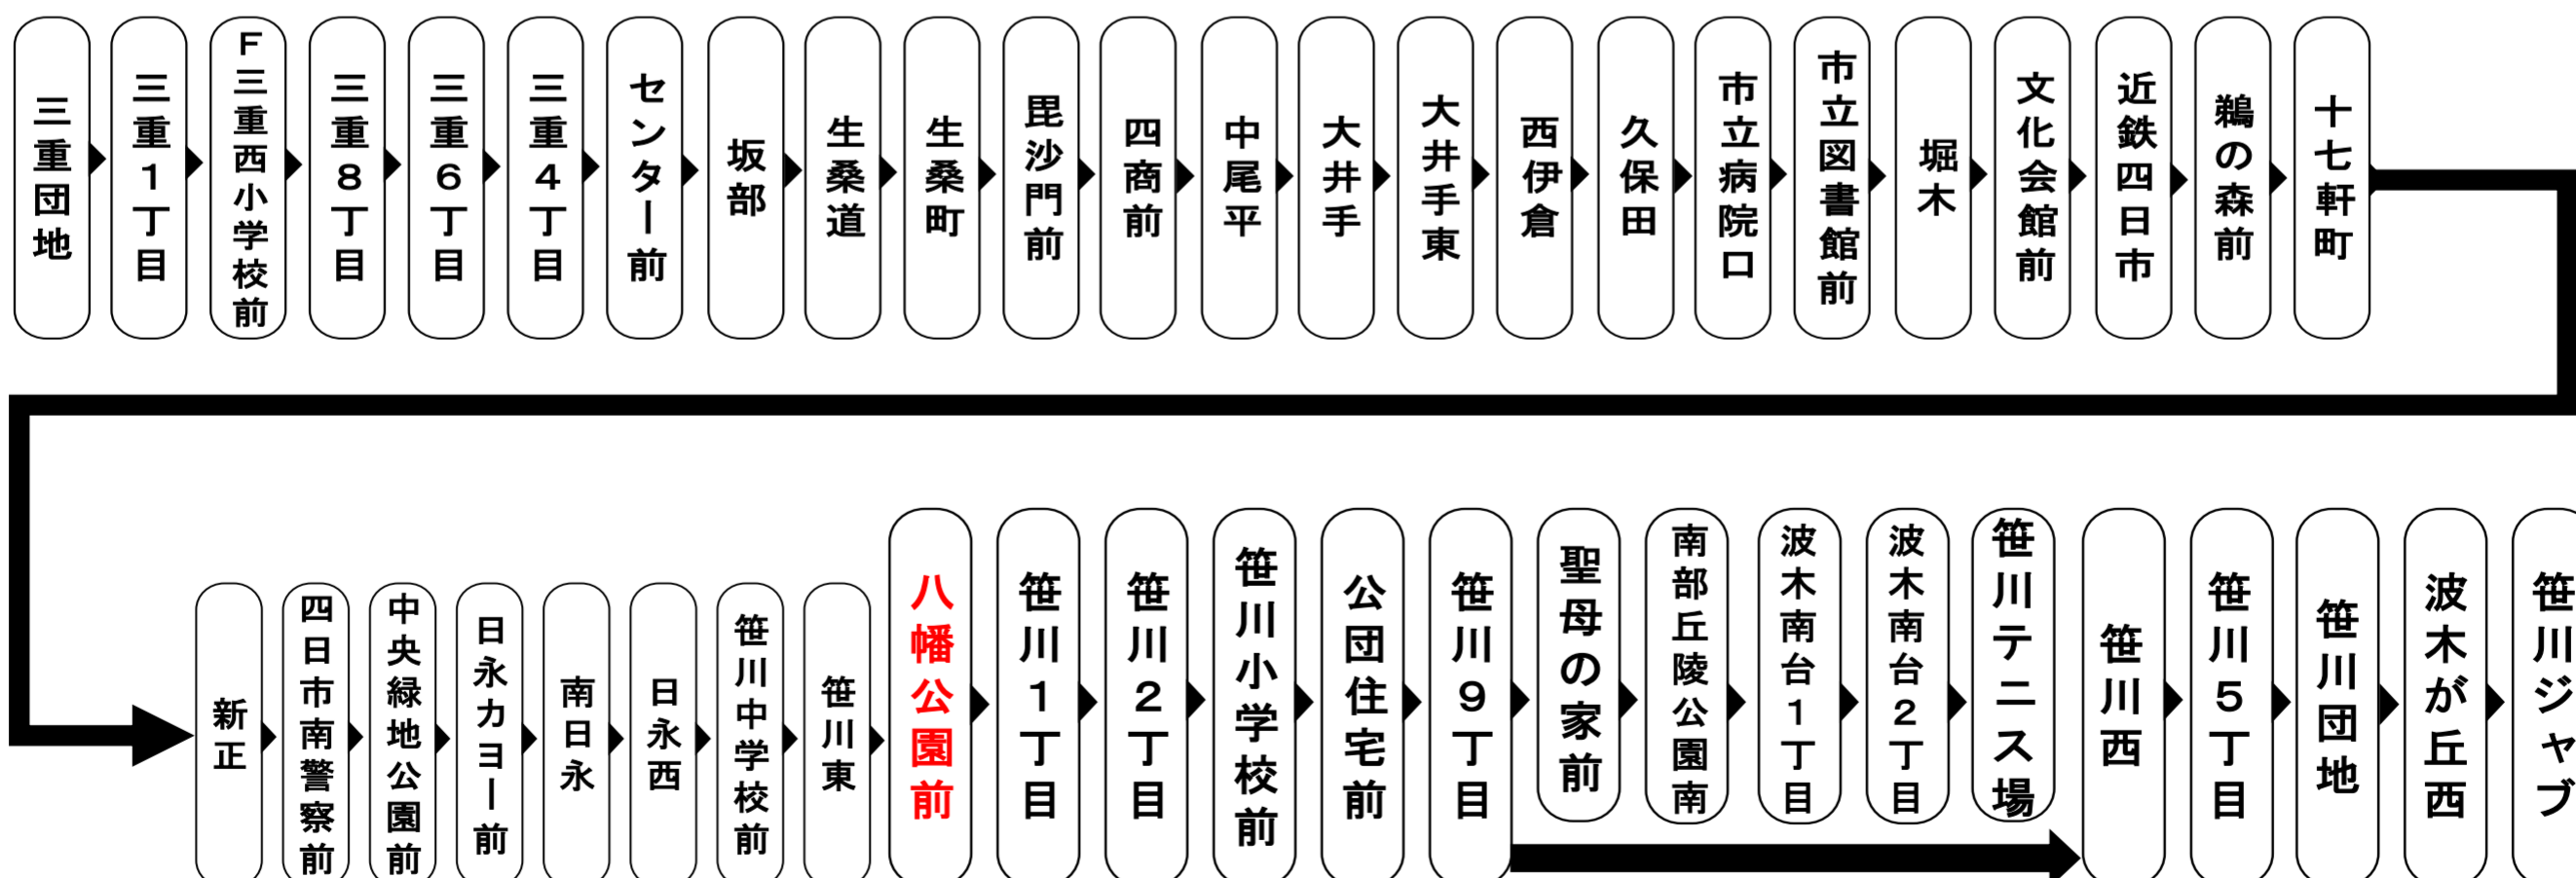 三重団地
三重1丁目
F三重西小学校前
三重8丁目
三重6丁目
三重4丁目
センター前
坂部
生桑道
生桑町
毘沙門前
四商前
中尾平
大井手
大井手東
西伊倉
久保田
市立病院口
市立図書館前
堀木
文化会館前
近鉄四日市
鵜の森前
十七軒町
新正
四日市南警察前
中央緑地公園前
日永カヨー前
南日永
日永西
笹川中学校前
笹川東
八幡公園前
笹川1丁目
笹川2丁目
笹川小学校前
公団住宅前
笹川9丁目
聖母の家前
南部丘陵公園南
波木南台1丁目
波木南台2丁目
笹川テニス場
笹川西
笹川5丁目
笹川団地
波木が丘西
笹川ジャブ